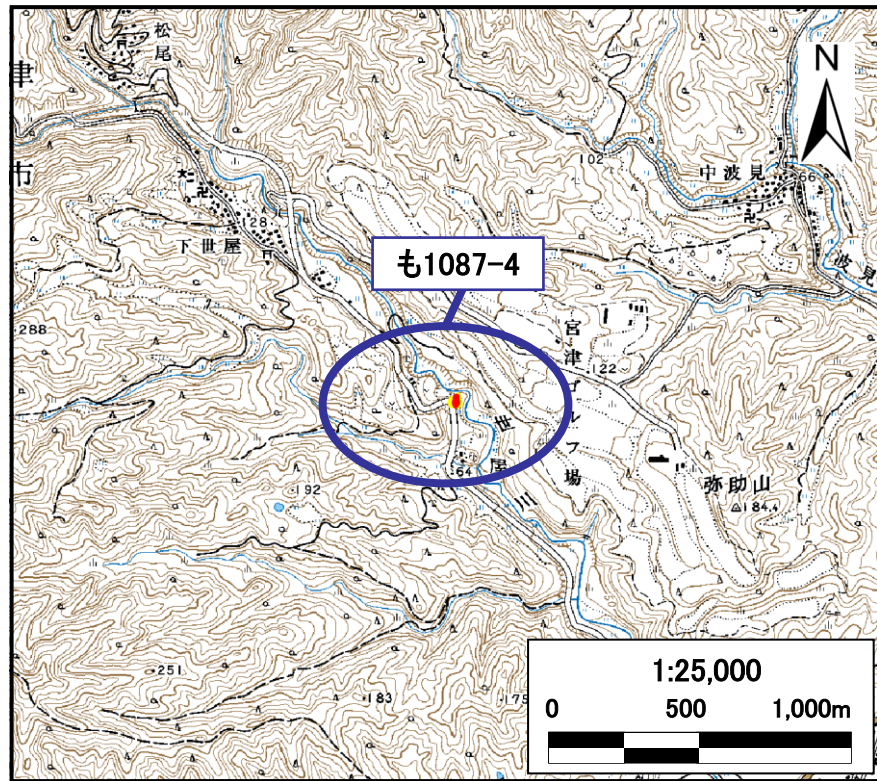 松尾
津
市
N
102
中波見
66
128
下世屋
も1087-4
波見
288
宮津ゴルフ場
122
世屋川
64
弥助山
184.4
192
251
183
175
1:25,000
0 500 1,000m